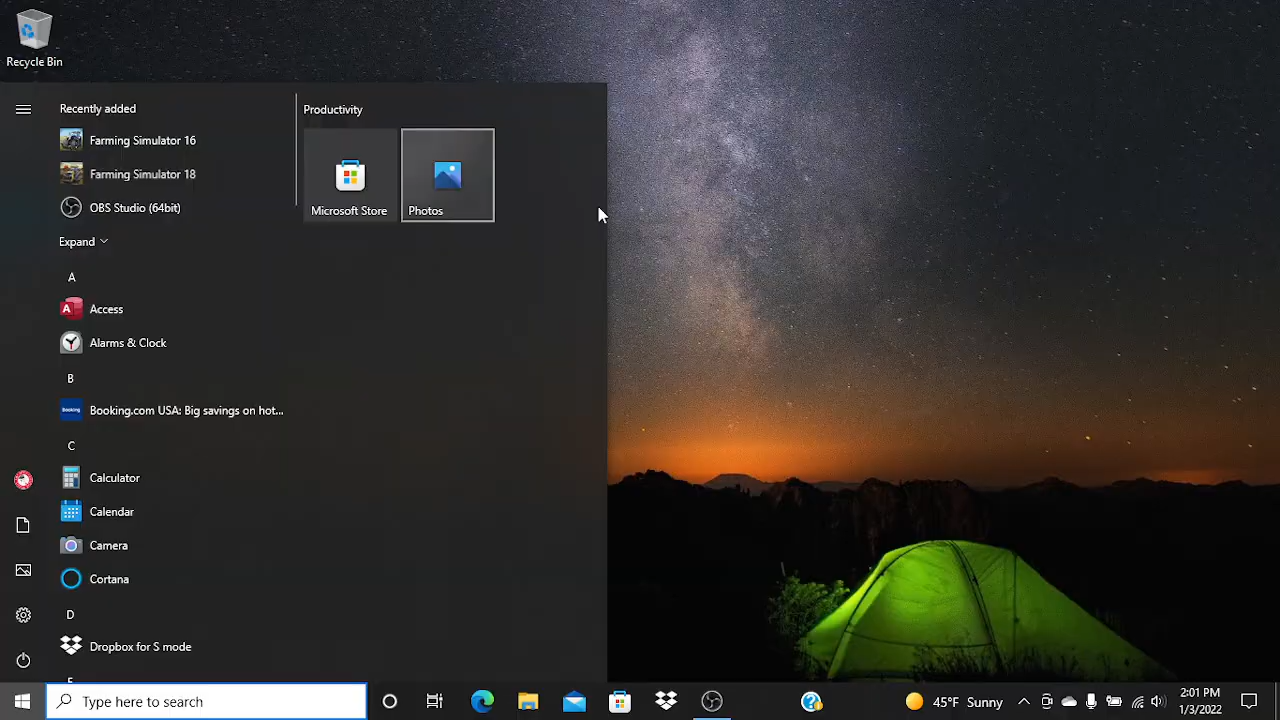 Recycle Bin
Recently added
Farming Simulator 16
Farming Simulator 18
OBS Studio (64bit)
Expand
A
Access
Alarms & Clock
B
Booking
Booking.com USA: Big savings on hot...
C
Calculator
Calendar
Camera
Cortana
D
Dropbox for S mode
Productivity
Microsoft Store
Photos
Type here to search
45°F Sunny
2:01 PM
1/3/2022